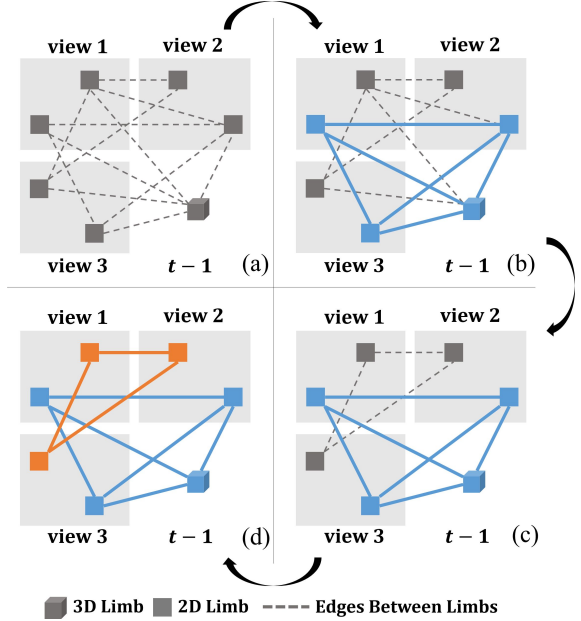 view 1 view 2
view 3 t − 1 (a)
view 1 view 2
view 3 t − 1 (b)
view 1 view 2
view 3 t − 1 (d)
view 1 view 2
view 3 t − 1 (c)
3D Limb 2D Limb Edges Between Limbs